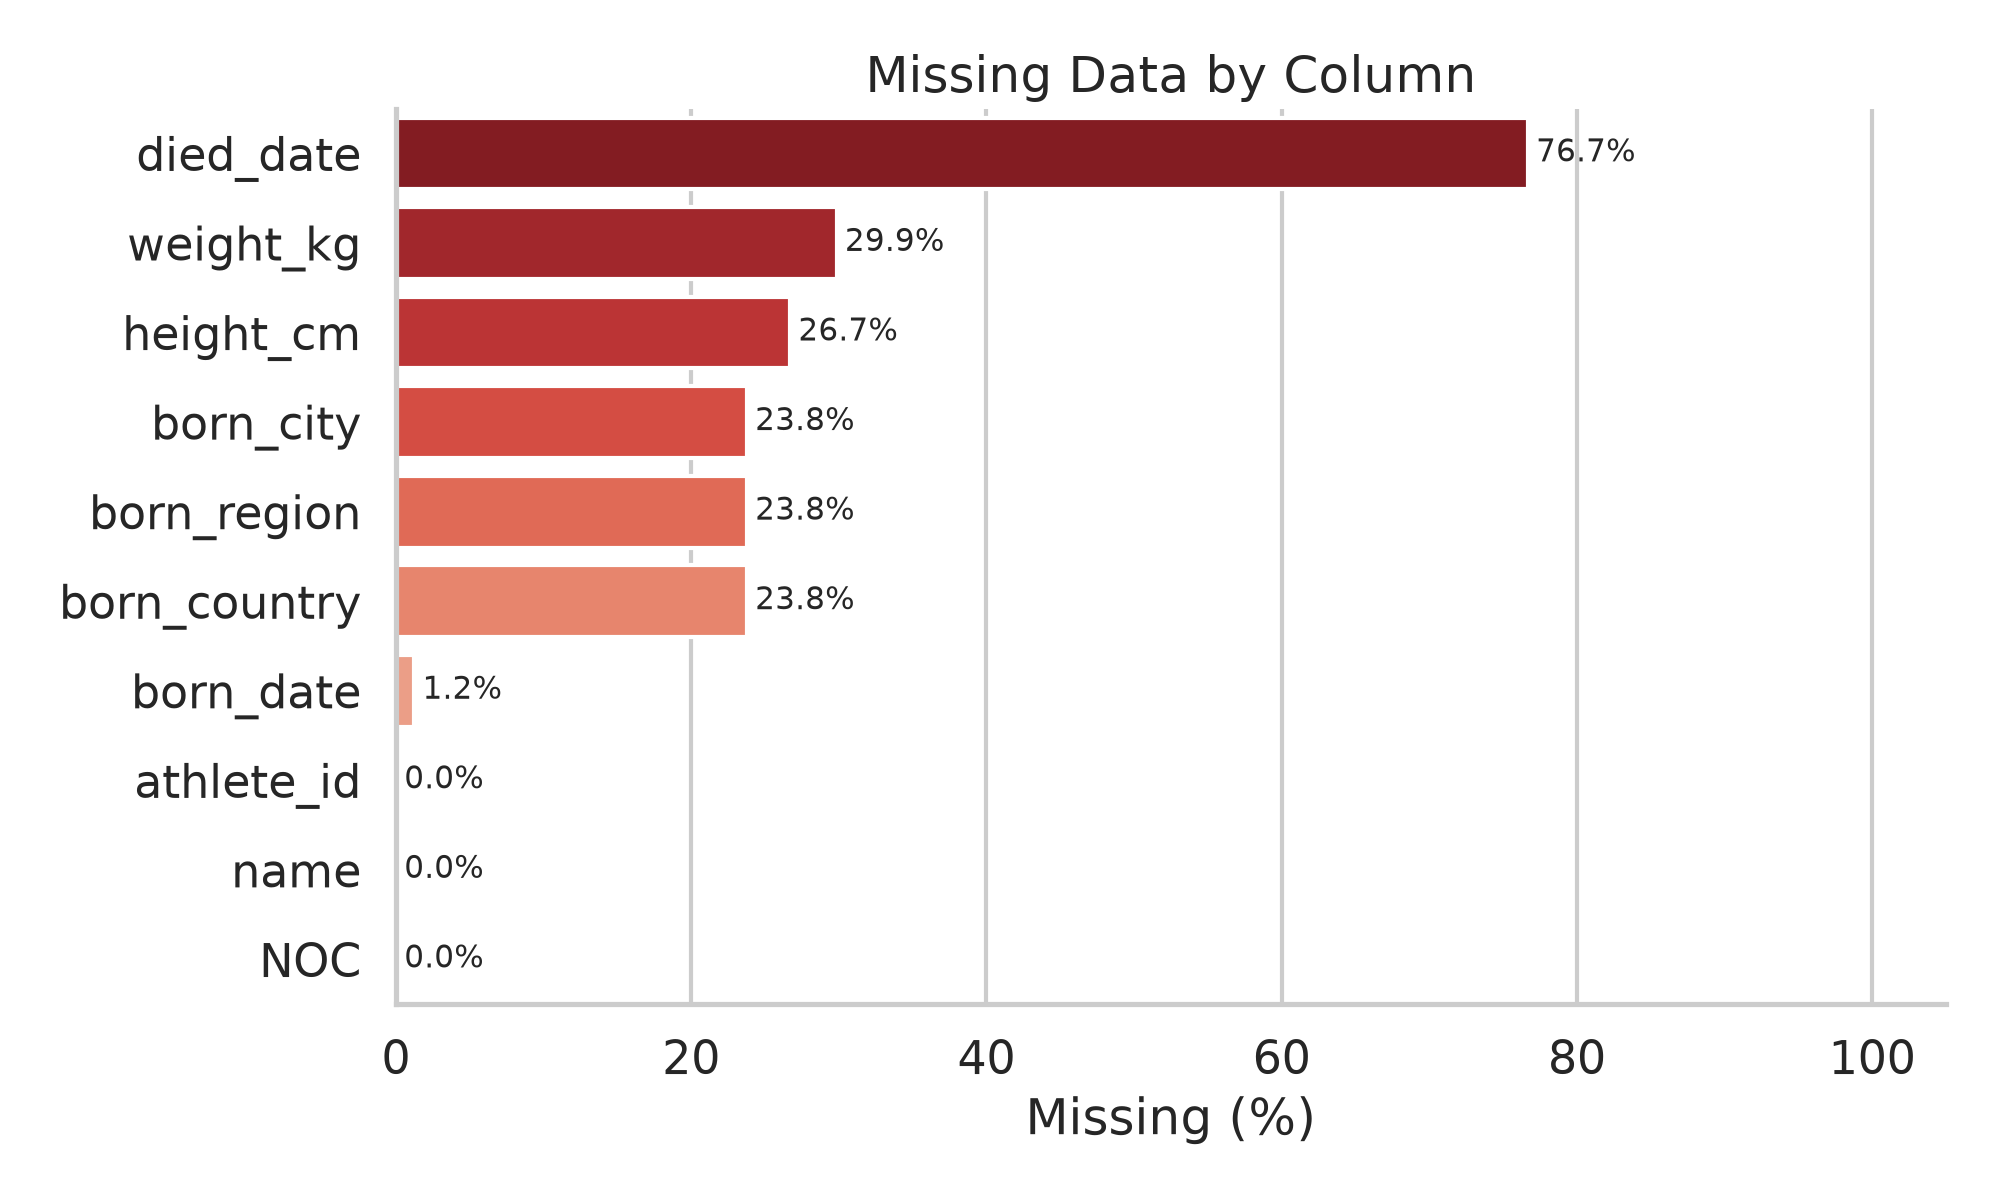 Missing Data by Column
died_date 76.7%
weight_kg 29.9%
height_cm 26.7%
born_city 23.8%
born_region 23.8%
born_country 23.8%
born_date 1.2%
athlete_id 0.0%
name 0.0%
NOC 0.0%
0 20 40 60 80 100
Missing (%)